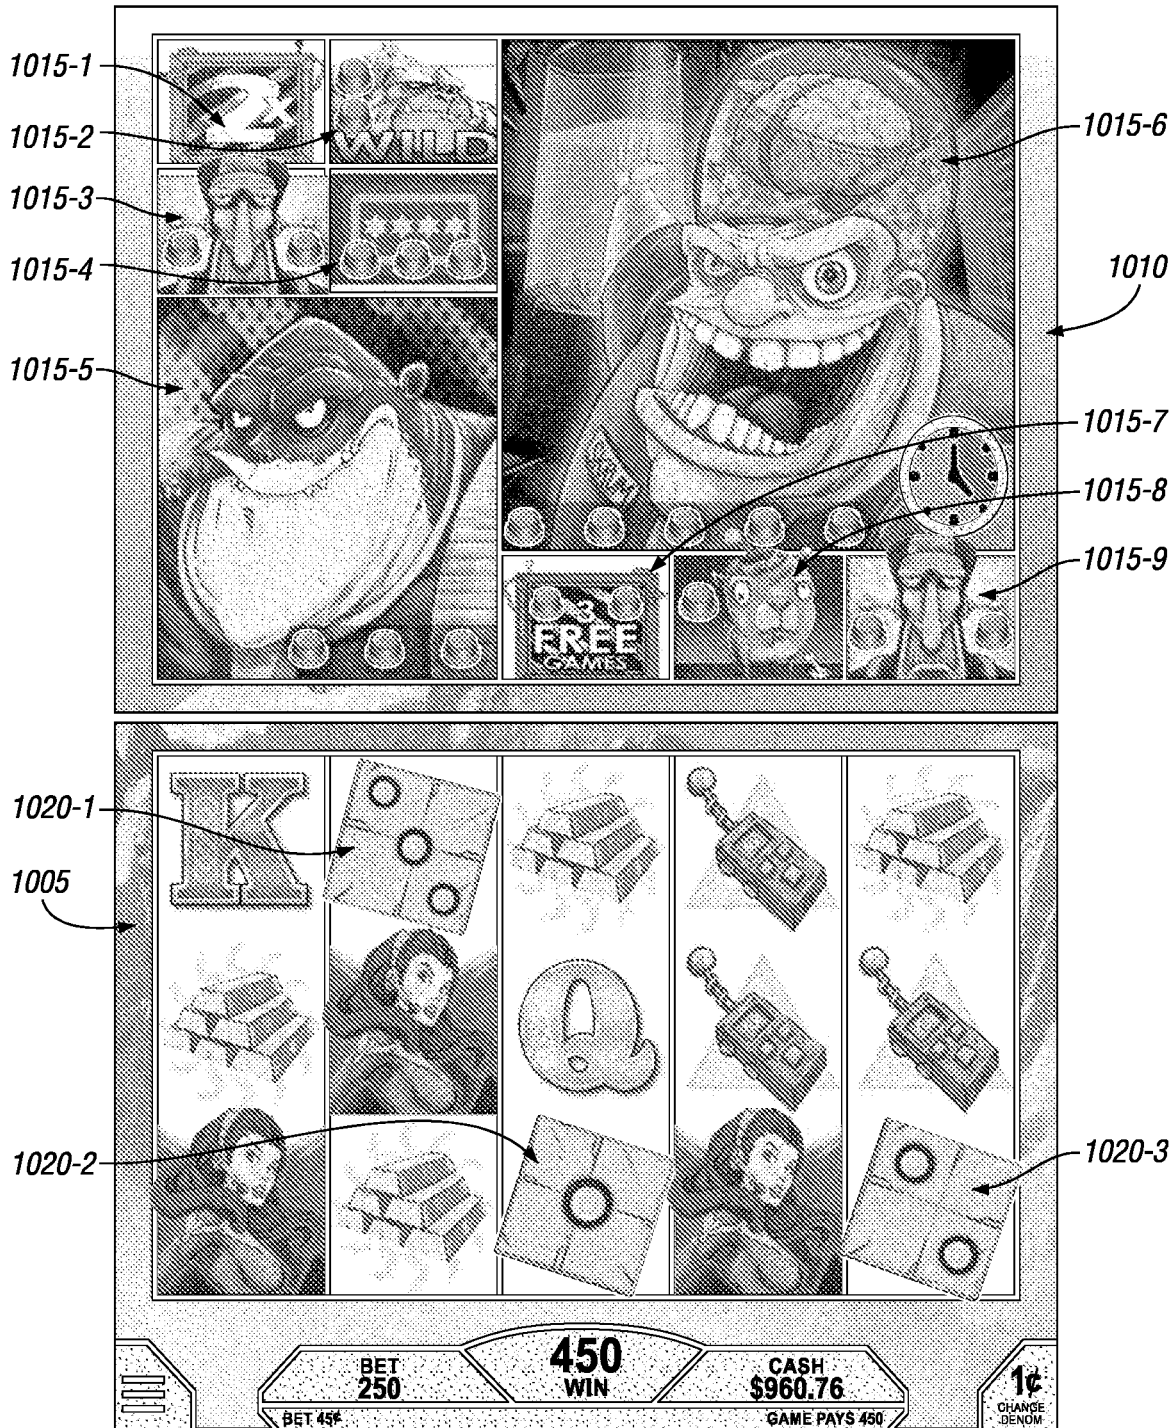 1015-1
2x
1015-2
WILD
1015-6
1015-3
1015-4
1010
1015-5
1015-7
1015-8
1015-9
x3
FREE
GAMES
K
1020-1
1005
Q
1020-2
1020-3
BET
250
450
WIN
CASH
$960.76
1¢
CHANGE
DENOM
BET 45¢
GAME PAYS 450